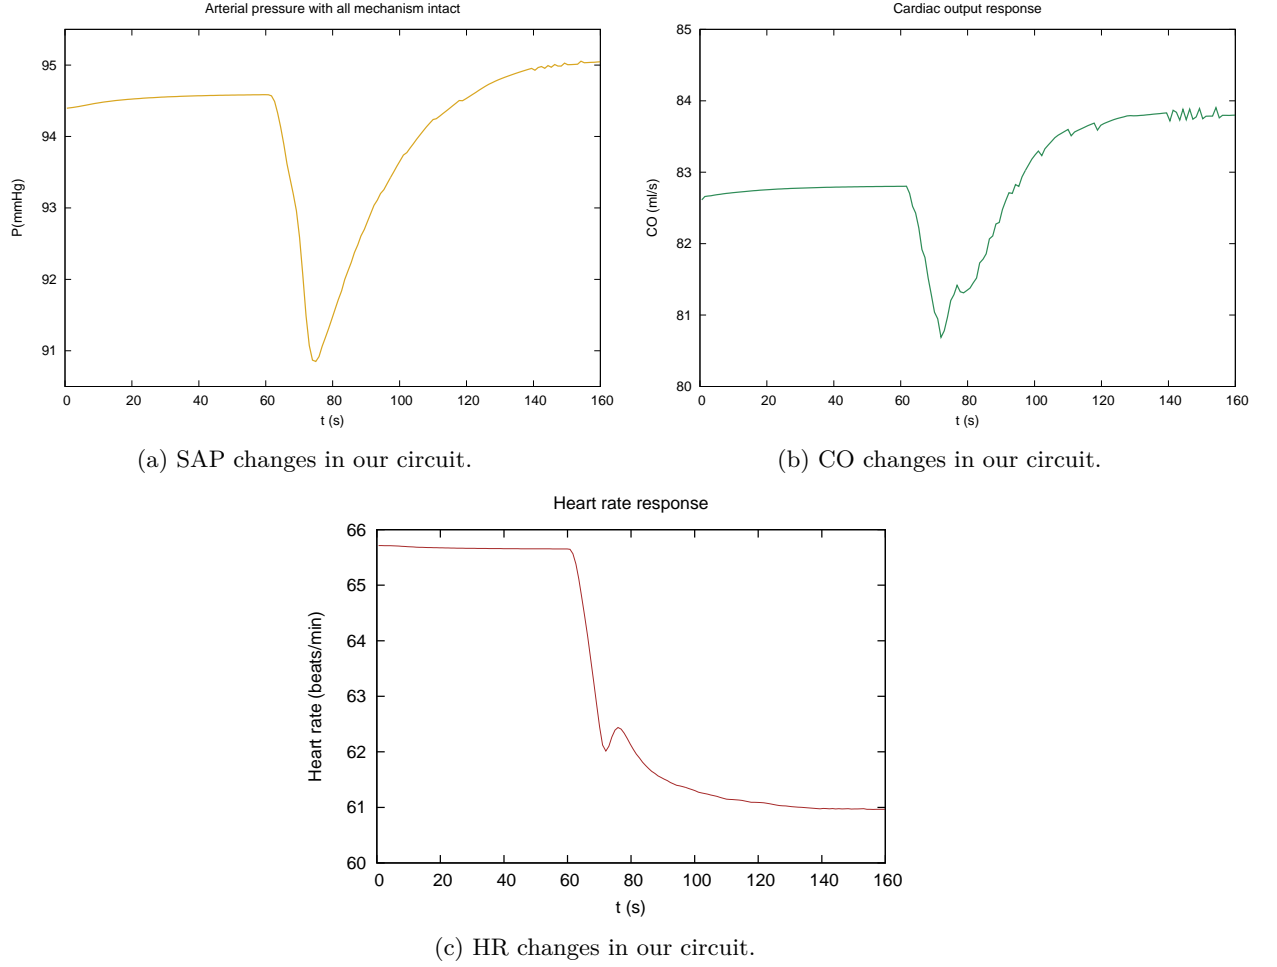 Arterial pressure with all mechanism intact
P(mmHg)
95
94
93
92
91
0 20 40 60 80 100 120 140 160
t (s)
(a) SAP changes in our circuit.
Cardiac output response
CO (ml/s)
85
84
83
82
81
80
0 20 40 60 80 100 120 140 160
t (s)
(b) CO changes in our circuit.
Heart rate response
Heart rate (beats/min)
66
65
64
63
62
61
60
0 20 40 60 80 100 120 140 160
t (s)
(c) HR changes in our circuit.